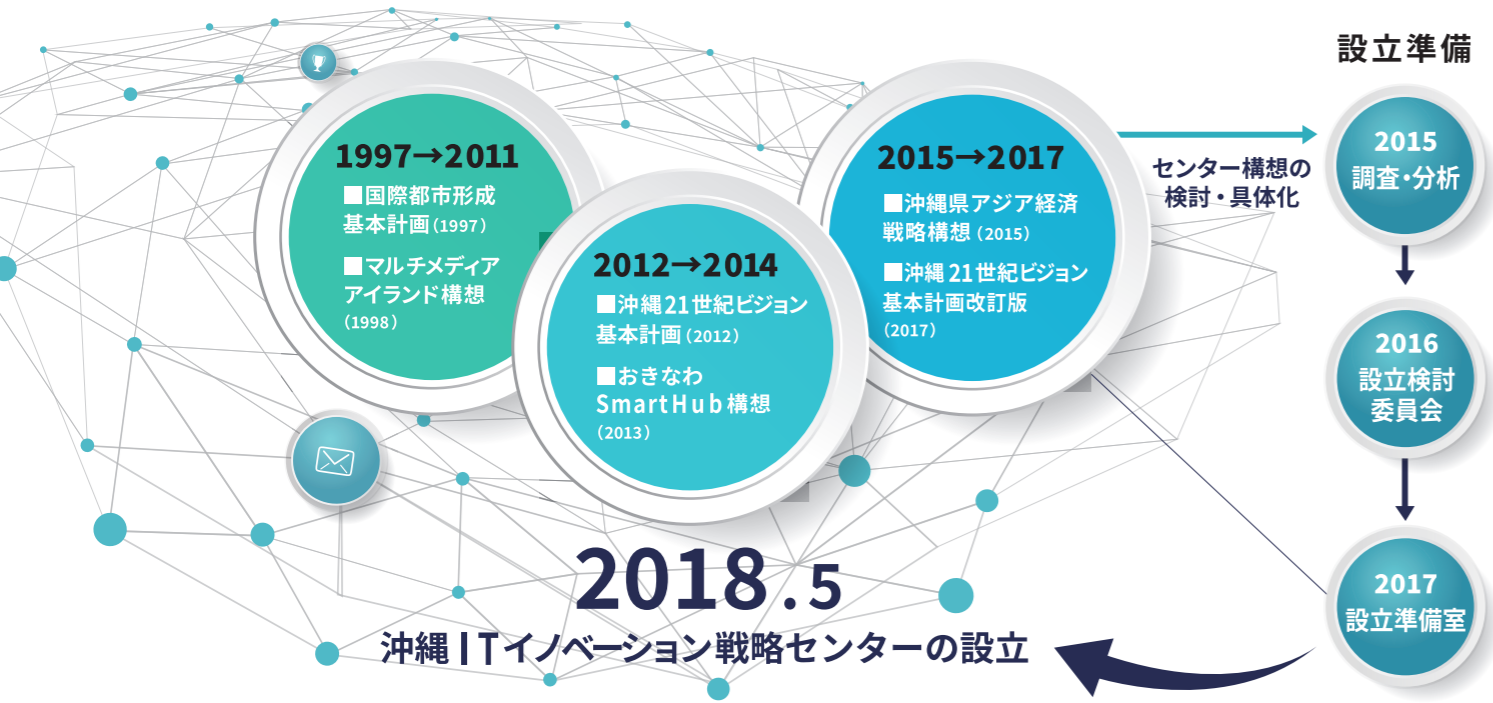 1997→2011
■国際都市形成
基本計画(1997)
■マルチメディア
アイランド構想
(1998)
2012→2014
■沖縄21世紀ビジョン
基本計画(2012)
■おきなわ
SmartHub構想
(2013)
2015→2017
■沖縄県アジア経済
戦略構想(2015)
■沖縄21世紀ビジョン
基本計画改訂版
(2017)
センター構想の
検討・具体化
設立準備
2015
調査・分析
2016
設立検討
委員会
2017
設立準備室
2018.5
沖縄ITイノベーション戦略センターの設立